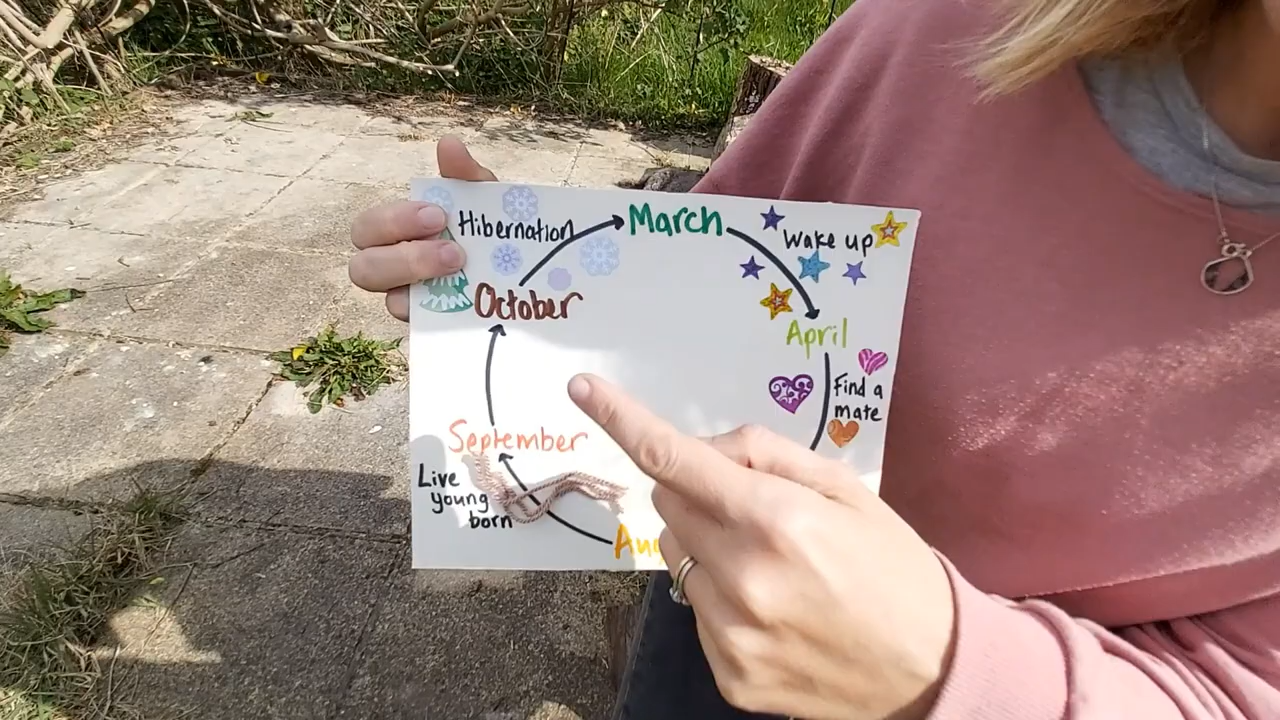 Hibernation
March
Wake up
October
April
Find a
mate
September
Live
young
born